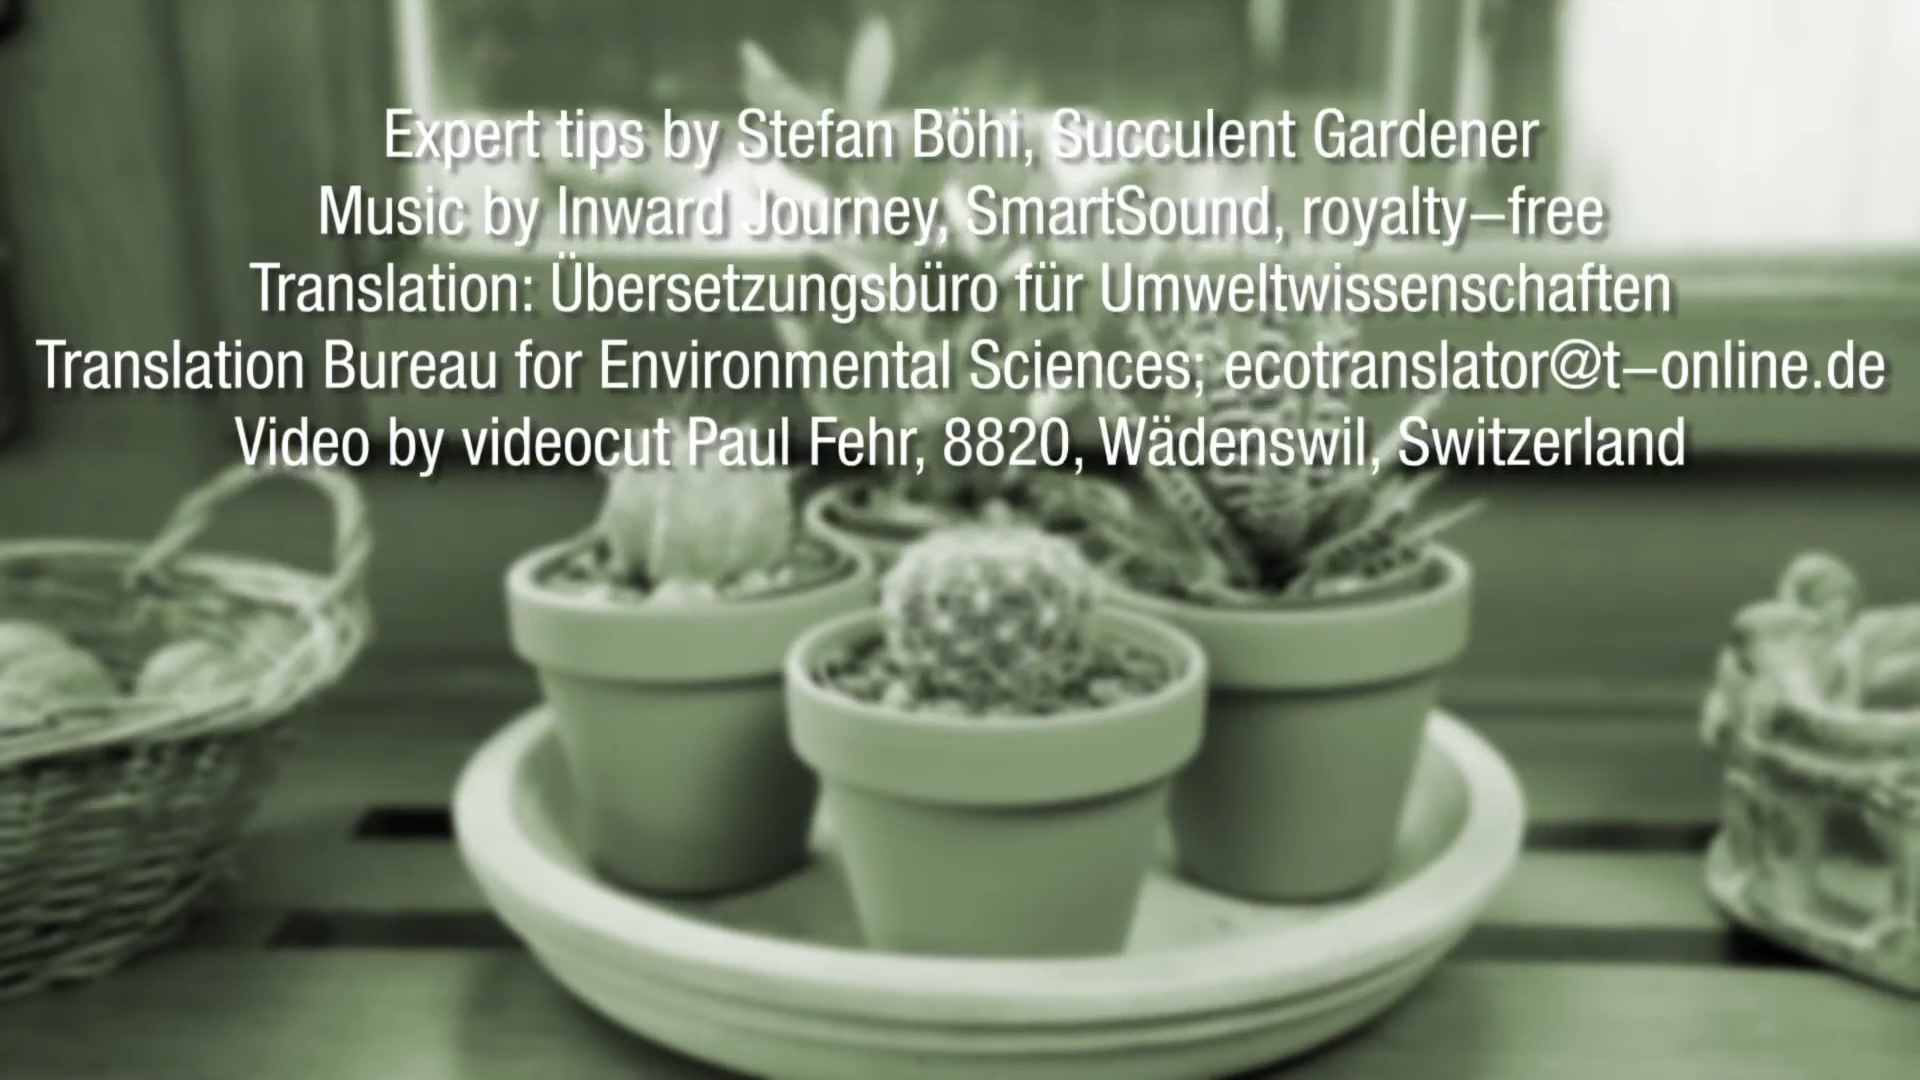 Expert tips by Stefan Böhi, Succulent Gardener
Music by Inward Journey, SmartSound, royalty–free
Translation: Übersetzungsbüro für Umweltwissenschaften
Translation Bureau for Environmental Sciences; ecotranslator@t–online.de
Video by videocut Paul Fehr, 8820, Wädenswil, Switzerland